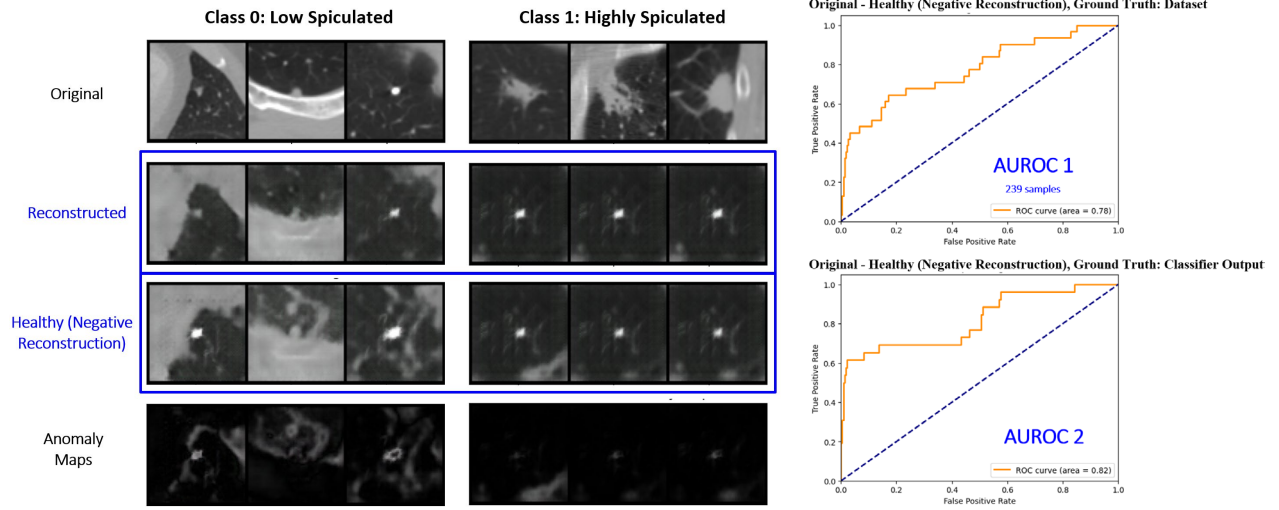 Class 0: Low Spiculated
Class 1: Highly Spiculated
Original
Reconstructed
Healthy (Negative
Reconstruction)
Anomaly
Maps
Original - Healthy (Negative Reconstruction), Ground Truth: Dataset
1.0
0.8
0.6
0.4
0.2
0.0
True Positive Rate
AUROC 1
239 samples
ROC curve (area = 0.78)
0.0 0.2 0.4 0.6 0.8 1.0
False Positive Rate
Original - Healthy (Negative Reconstruction), Ground Truth: Classifier Output
1.0
0.8
0.6
0.4
0.2
0.0
True Positive Rate
AUROC 2
ROC curve (area = 0.82)
0.0 0.2 0.4 0.6 0.8 1.0
False Positive Rate